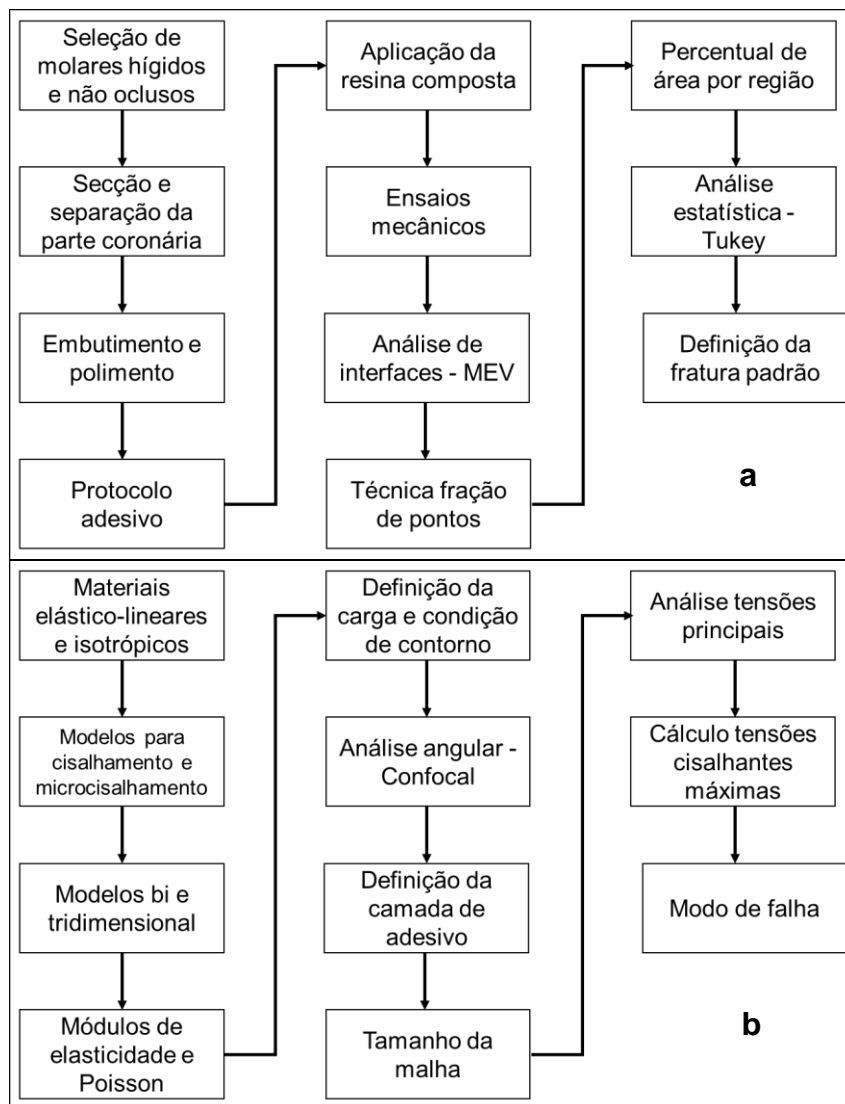 Seleção de
molares hígidos
e não oclusos
Secção e
separação da
parte coronária
Embutimento e
polimento
Protocolo
adesivo
Aplicação da
resina composta
Ensaios
mecânicos
Análise de
interfaces - MEV
Técnica fração
de pontos
Percentual de
área por região
Análise
estatística -
Tukey
Definição da
fratura padrão
a
Materiais
elástico-lineares
e isotrópicos
Modelos para
cisalhamento e
microcisalhamento
Modelos bi e
tridimensional
Módulos de
elasticidade e
Poisson
Definição da
carga e condição
de contorno
Análise angular -
Confocal
Definição da
camada de
adesivo
Tamanho da
malha
Análise tensões
principais
Cálculo tensões
cisalhantes
máximas
Modo de falha
b